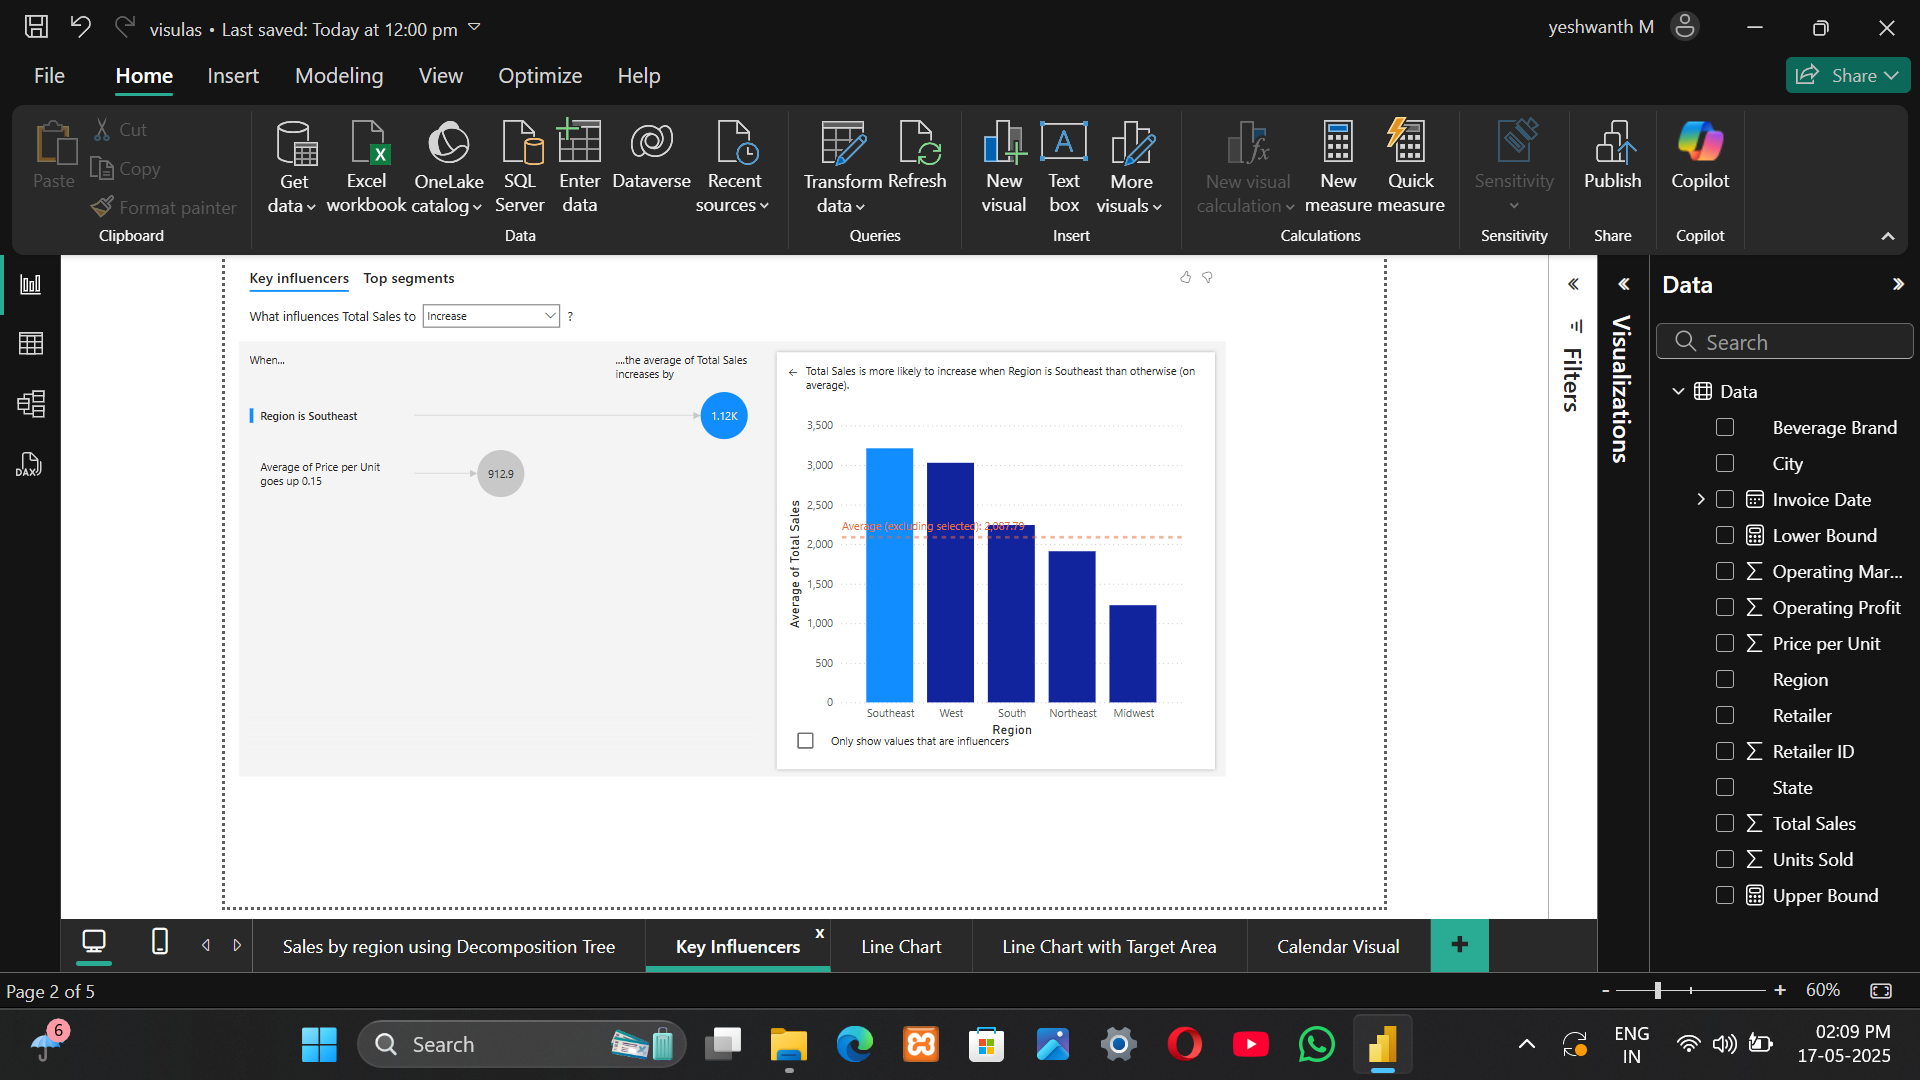 visulas • Last saved: Today at 12:00 pm
yeshwanth M
File
Home
Insert
Modeling
View
Optimize
Help
Share
Paste
Cut
Copy
Format painter
Clipboard
Get
data
Excel
workbook
OneLake
catalog
SQL
Server
Enter
data
Dataverse
Recent
sources
Data
Transform
data
Refresh
Queries
New
visual
Text
box
More
visuals
Insert
New visual
calculation
New
measure
Quick
measure
Calculations
Sensitivity
Sensitivity
Publish
Share
Copilot
Copilot
DAX
Key influencers
Top segments
What influences Total Sales to
Increase
?
When...
....the average of Total Sales
increases by
Region is Southeast
1.12K
Average of Price per Unit
goes up 0.15
912.9
Total Sales is more likely to increase when Region is Southeast than otherwise (on
average).
Average of Total Sales
3,500
3,000
2,500
2,000
1,500
1,000
500
0
Average (excluding selected): 2,087.79
Southeast
West
South
Northeast
Midwest
Region
Only show values that are influencers
Filters
Visualizations
Data
Search
Data
Beverage Brand
City
Invoice Date
Lower Bound
Operating Mar...
Operating Profit
Price per Unit
Region
Retailer
Retailer ID
State
Total Sales
Units Sold
Upper Bound
Sales by region using Decomposition Tree
Key Influencers
x
Line Chart
Line Chart with Target Area
Calendar Visual
+
Page 2 of 5
-
+
60%
6
Search
ENG
IN
02:09 PM
17-05-2025